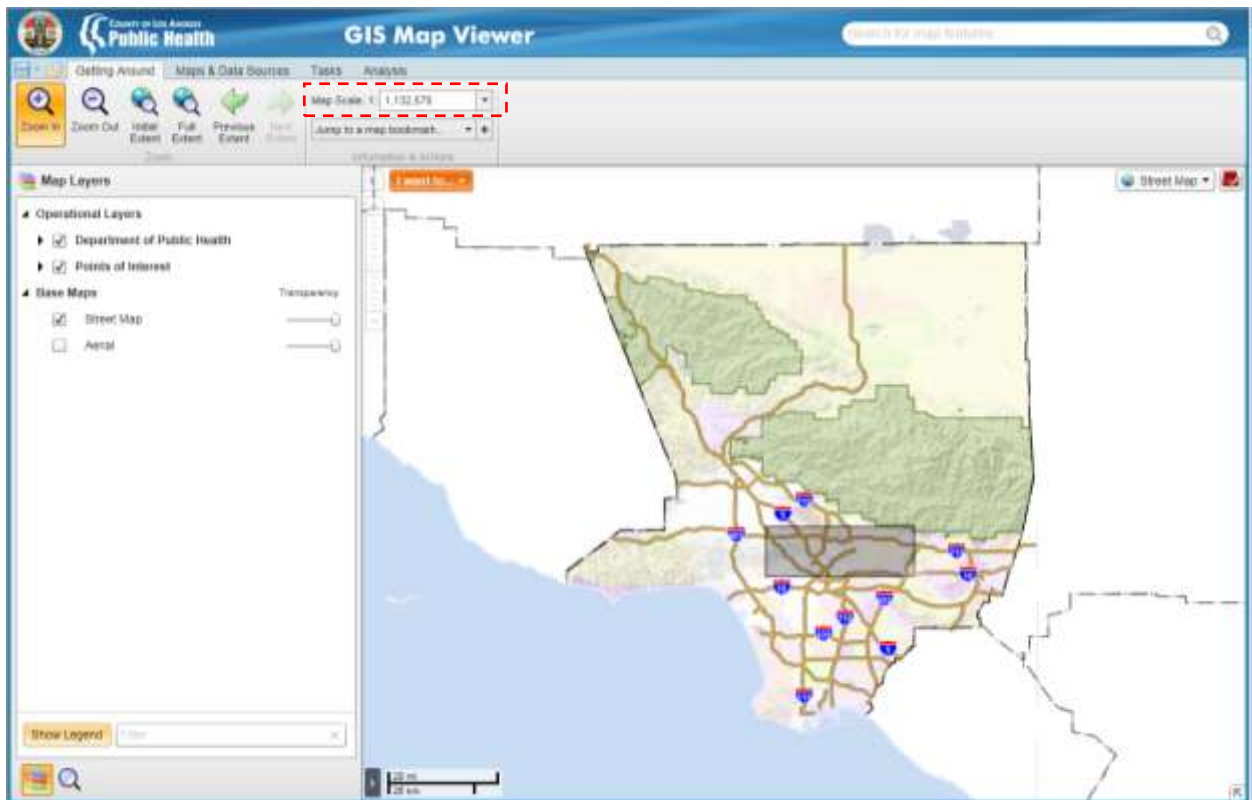 COUNTY OF LOS ANGELES
Public Health
GIS Map Viewer
Search for map features...
Getting Around
Maps & Data Sources
Tasks
Analysis
Zoom In
Zoom Out
Initial Extent
Full Extent
Previous Extent
Next Extent
Map Scale: 1:
Jump to a map bookmark...
Zoom
Information & Actions
Map Layers
I want to...
Street Map
Operational Layers
Department of Public Health
Points of Interest
Base Maps
Transparency
Street Map
Aerial
Show Legend
Filter
20 mi
20 km